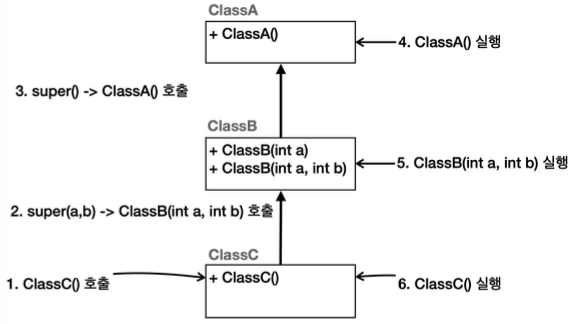 ClassA
+ ClassA()
4. ClassA() 실행
3. super() -> ClassA() 호출
ClassB
+ ClassB(int a)
+ ClassB(int a, int b)
5. ClassB(int a, int b) 실행
2. super(a,b) -> ClassB(int a, int b) 호출
ClassC
+ ClassC()
1. ClassC() 호출
6. ClassC() 실행